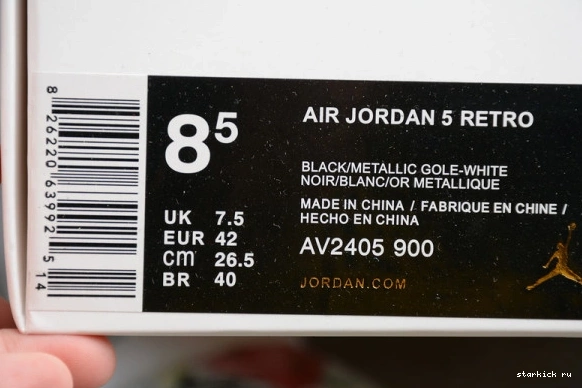 8 26220 63992 5 14
8⁵
UK 7.5
EUR 42
cm 26.5
BR 40
AIR JORDAN 5 RETRO
BLACK/METALLIC GOLE-WHITE
NOIR/BLANC/OR METALLIQUE
MADE IN CHINA / FABRIQUE EN CHINE /
HECHO EN CHINA
AV2405 900
JORDAN.COM
starkick ru